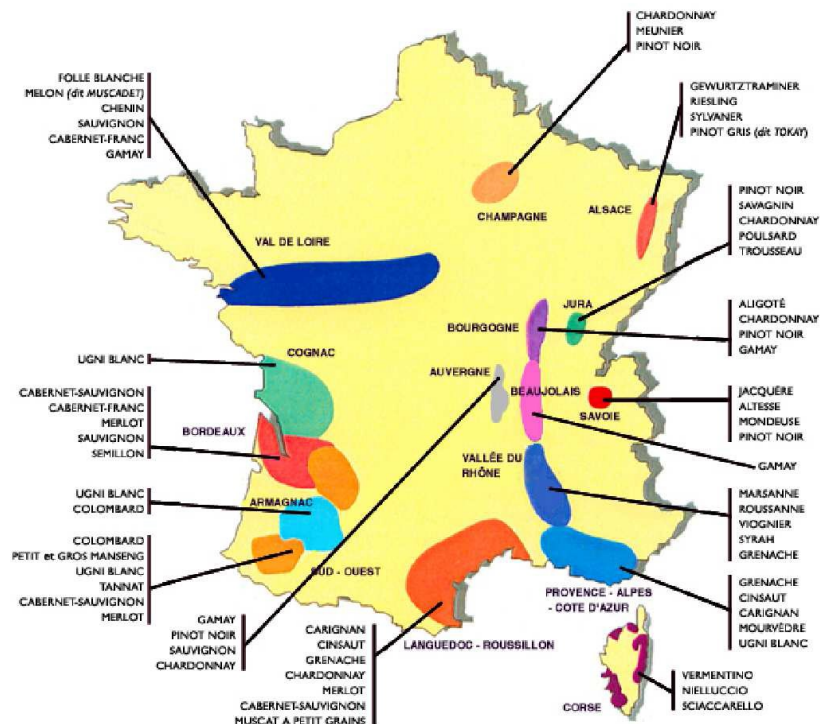 CHARDONNAY
MEUNIER
PINOT NOIR
FOLLE BLANCHE
MELON (dit MUSCADET)
CHENIN
SAUVIGNON
CABERNET-FRANC
GAMAY
GEWURTZTRAMINER
RIESLING
SYLVANER
PINOT GRIS (dit TOKAY)
CHAMPAGNE
ALSACE
PINOT NOIR
SAVAGNIN
CHARDONNAY
POULSARD
TROUSSEAU
VAL DE LOIRE
JURA
BOURGOGNE
ALIGOTÉ
CHARDONNAY
PINOT NOIR
GAMAY
UGNI BLANC
COGNAC
AUVERGNE
BEAUJOLAIS
SAVOIE
JACQUÈRE
ALTESSE
MONDEUSE
PINOT NOIR
CABERNET-SAUVIGNON
CABERNET-FRANC
MERLOT
SAUVIGNON
SEMILLON
BORDEAUX
GAMAY
VALLÉE DU
RHÔNE
MARSANNE
ROUSSANNE
VIOGNIER
SYRAH
GRENACHE
UGNI BLANC
COLOMBARD
ARMAGNAC
COLOMBARD
PETIT et GROS MANSENG
UGNI BLANC
TANNAT
CABERNET-SAUVIGNON
MERLOT
SUD - OUEST
PROVENCE - ALPES
- COTE D'AZUR
GRENACHE
CINSAUT
CARIGNAN
MOURVÈDRE
UGNI BLANC
GAMAY
PINOT NOIR
SAUVIGNON
CHARDONNAY
CARIGNAN
CINSAUT
GRENACHE
CHARDONNAY
MERLOT
CABERNET-SAUVIGNON
MUSCAT A PETIT GRAINS
LANGUEDOC - ROUSSILLON
CORSE
VERMENTINO
NIELLUCCIO
SCIACCARELLO